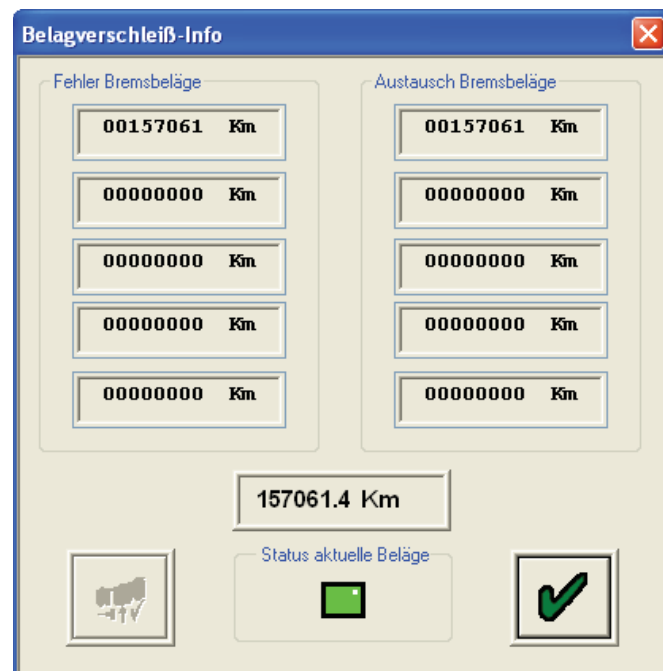 Belagverschleiß-Info
Fehler Bremsbeläge
00157061 Km
00000000 Km
00000000 Km
00000000 Km
00000000 Km
Austausch Bremsbeläge
00157061 Km
00000000 Km
00000000 Km
00000000 Km
00000000 Km
157061.4 Km
Status aktuelle Beläge